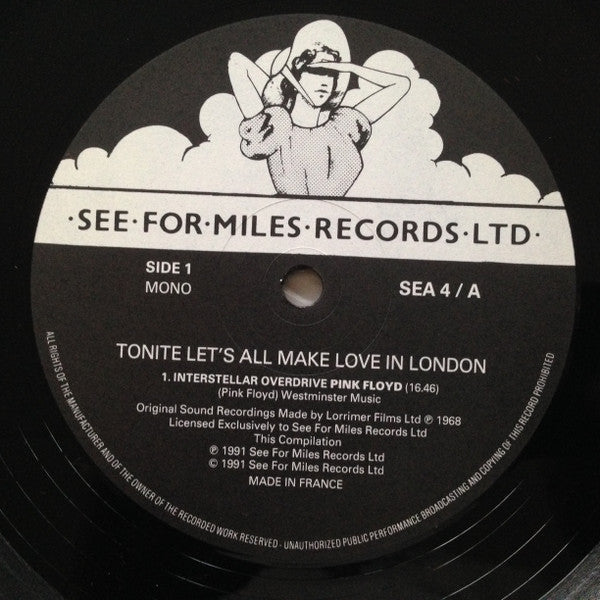 ·SEE·FOR·MILES·RECORDS·LTD·
SIDE 1
MONO
SEA 4 / A
TONITE LET'S ALL MAKE LOVE IN LONDON
1. INTERSTELLAR OVERDRIVE PINK FLOYD (16.46)
(Pink Floyd) Westminster Music
Original Sound Recordings Made by Lorrimer Films Ltd ℗ 1968
Licensed Exclusively to See For Miles Records Ltd
This Compilation
℗ 1991 See For Miles Records Ltd
© 1991 See For Miles Records Ltd
MADE IN FRANCE
ALL RIGHTS OF THE MANUFACTURER AND OF THE OWNER OF THE RECORDED WORK RESERVED · UNAUTHORIZED PUBLIC PERFORMANCE BROADCASTING AND COPYING OF THIS RECORD PROHIBITED